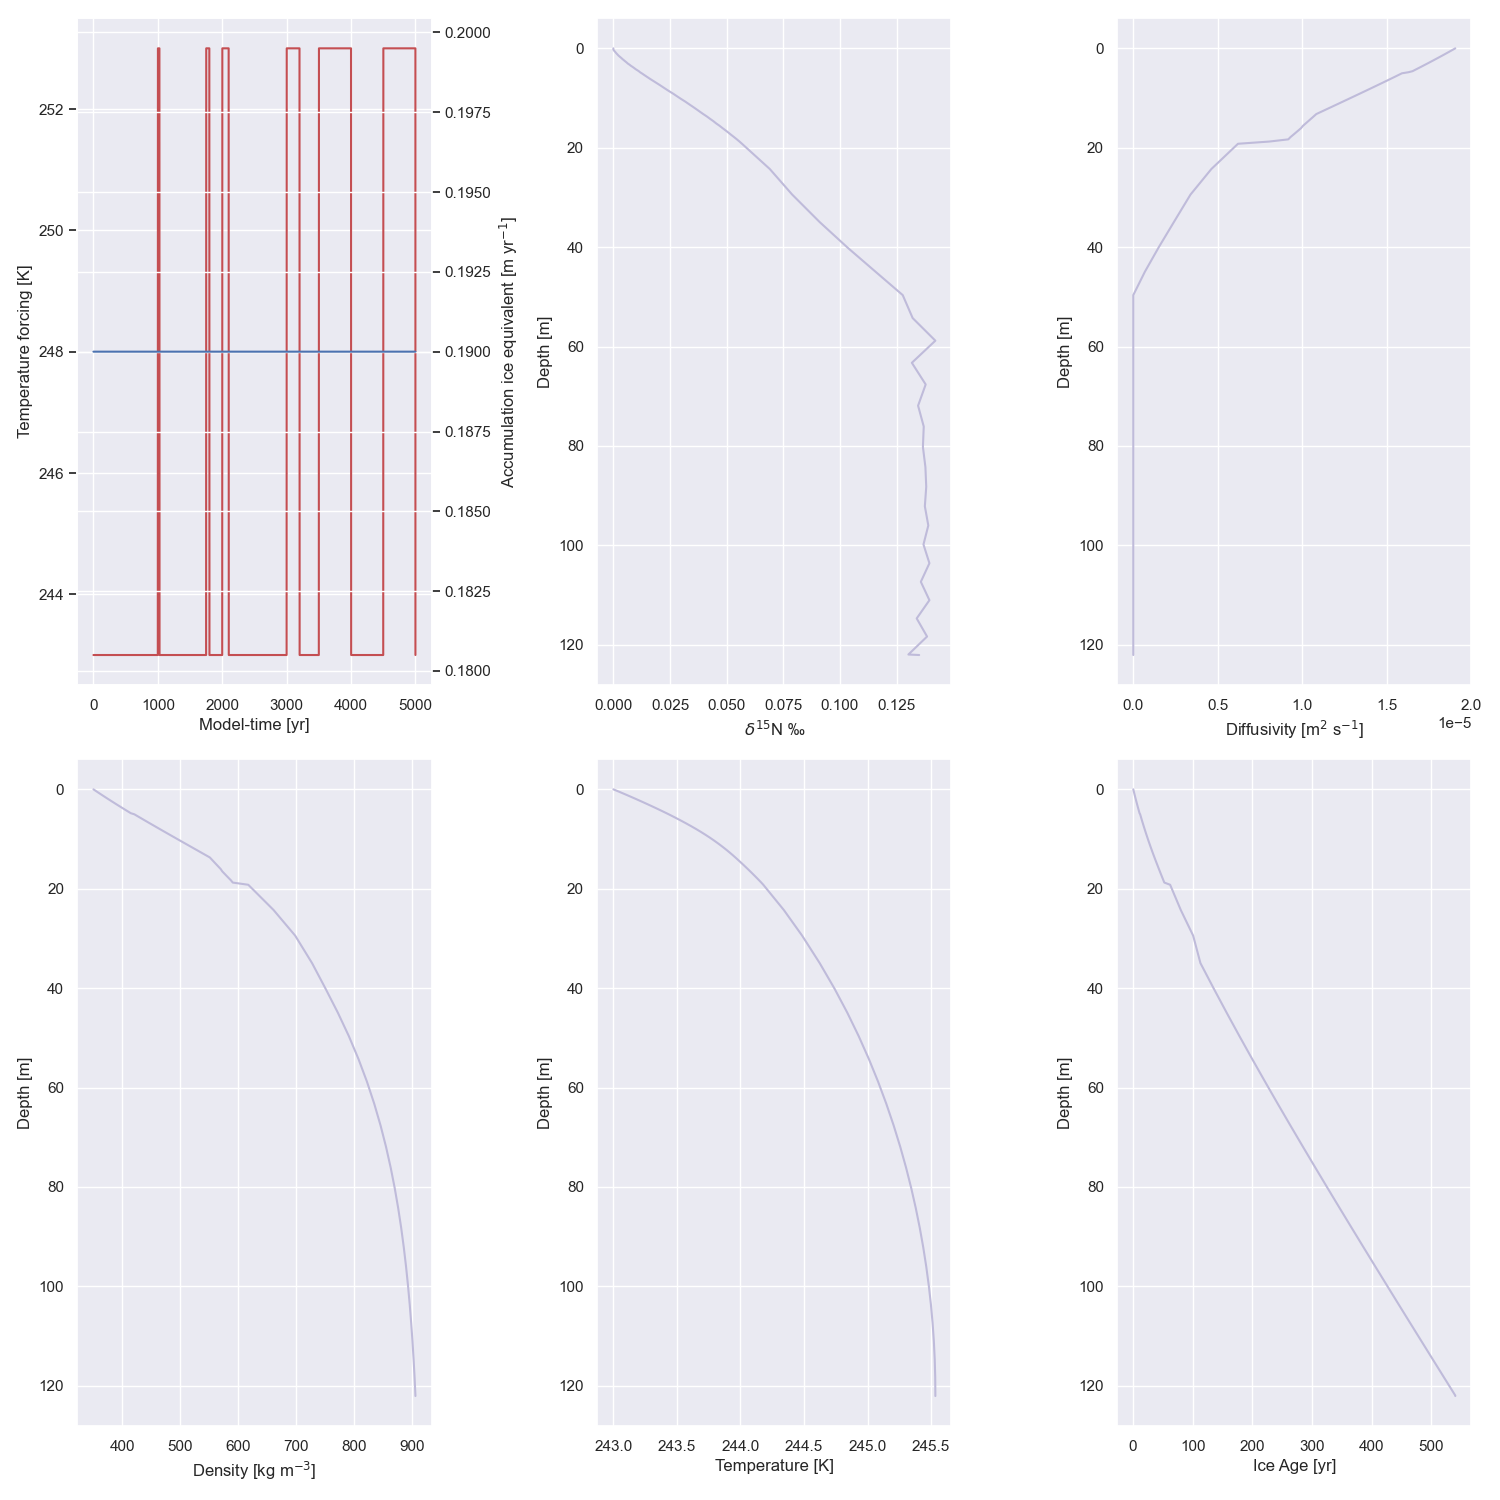 252
250
248
246
244
Temperature forcing [K]
0.2000
0.1975
0.1950
0.1925
0.1900
0.1875
0.1850
0.1825
0.1800
Accumulation ice equivalent [m yr⁻¹]
0 1000 2000 3000 4000 5000
Model-time [yr]
0
20
40
60
80
100
120
Depth [m]
0.000 0.025 0.050 0.075 0.100 0.125
δ¹⁵N ‰
0
20
40
60
80
100
120
Depth [m]
0.0 0.5 1.0 1.5 2.0
1e−5
Diffusivity [m² s⁻¹]
0
20
40
60
80
100
120
Depth [m]
400 500 600 700 800 900
Density [kg m⁻³]
0
20
40
60
80
100
120
Depth [m]
243.0 243.5 244.0 244.5 245.0 245.5
Temperature [K]
0
20
40
60
80
100
120
Depth [m]
0 100 200 300 400 500
Ice Age [yr]